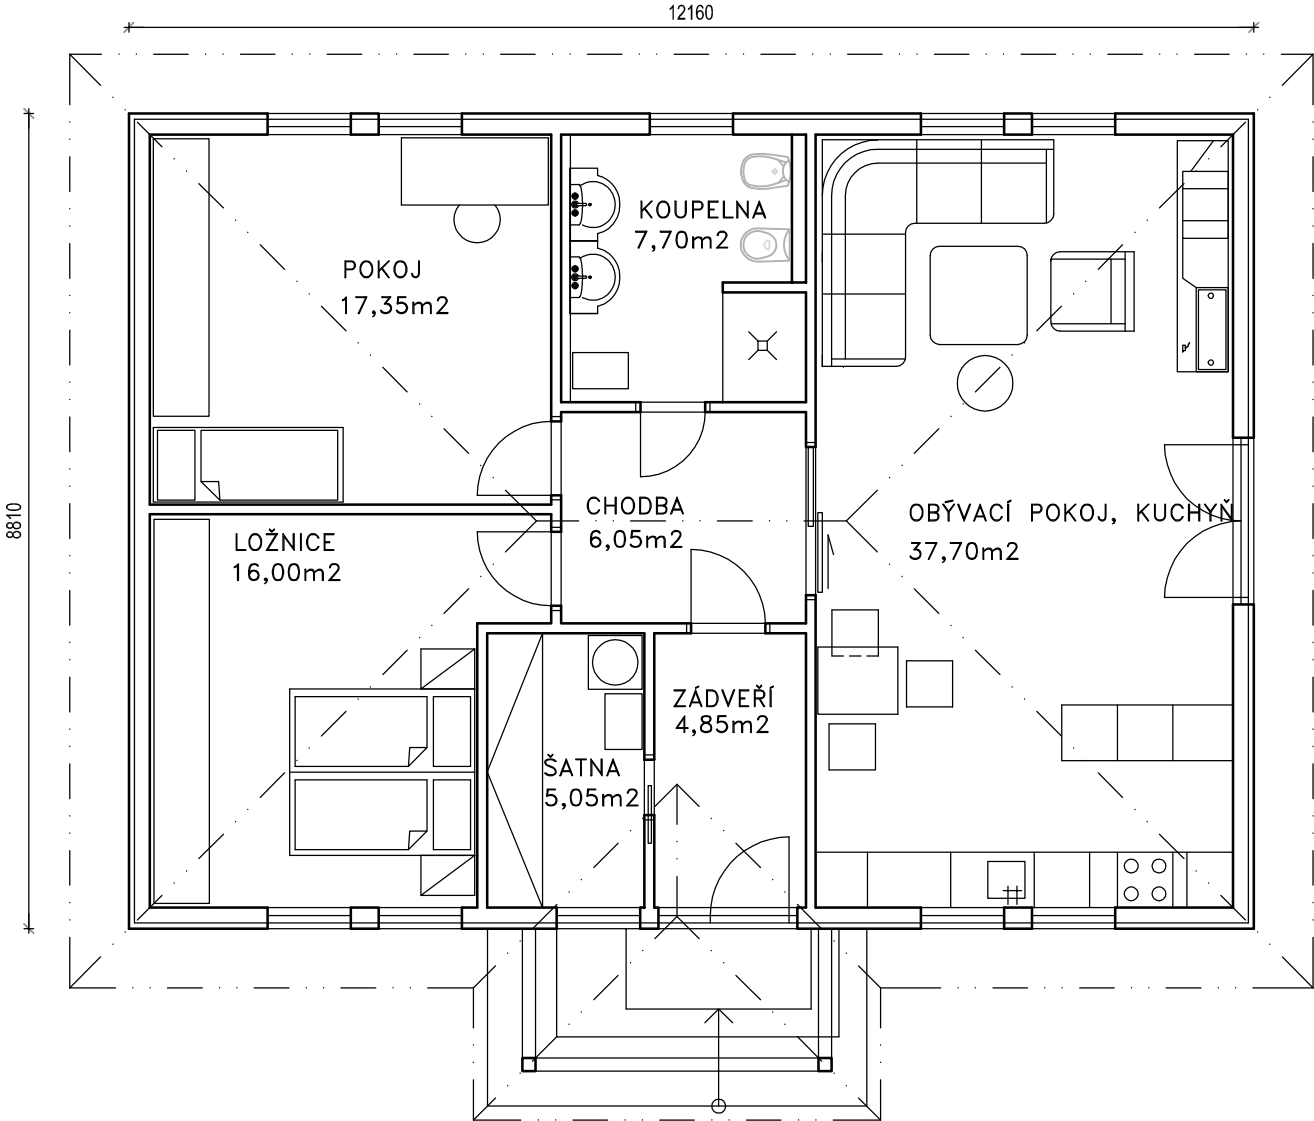 12160
8810
POKOJ
17,35m2
KOUPELNA
7,70m2
CHODBA
6,05m2
OBÝVACÍ POKOJ, KUCHYŇ
37,70m2
LOŽNICE
16,00m2
ZÁDVEŘÍ
4,85m2
ŠATNA
5,05m2